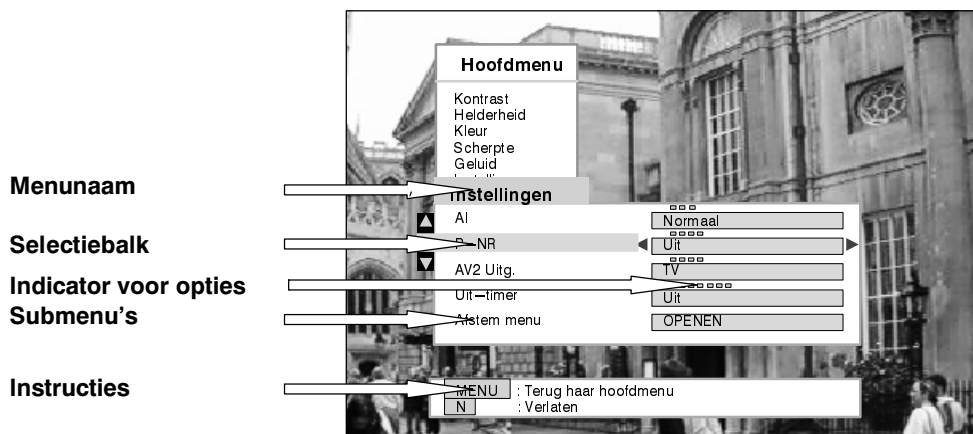 Hoofdmenu
Kontrast
Helderheid
Kleur
Scherpte
Geluid
Menunaam
Instellingen
AI
Normaal
Selectiebalk
NR
Uit
AV2 Uitg.
TV
Indicator voor opties
Uit-timer
Uit
Submenu's
Afstem menu
OPENEN
Instructies
MENU : Terug haar hoofdmenu
N : Verlaten